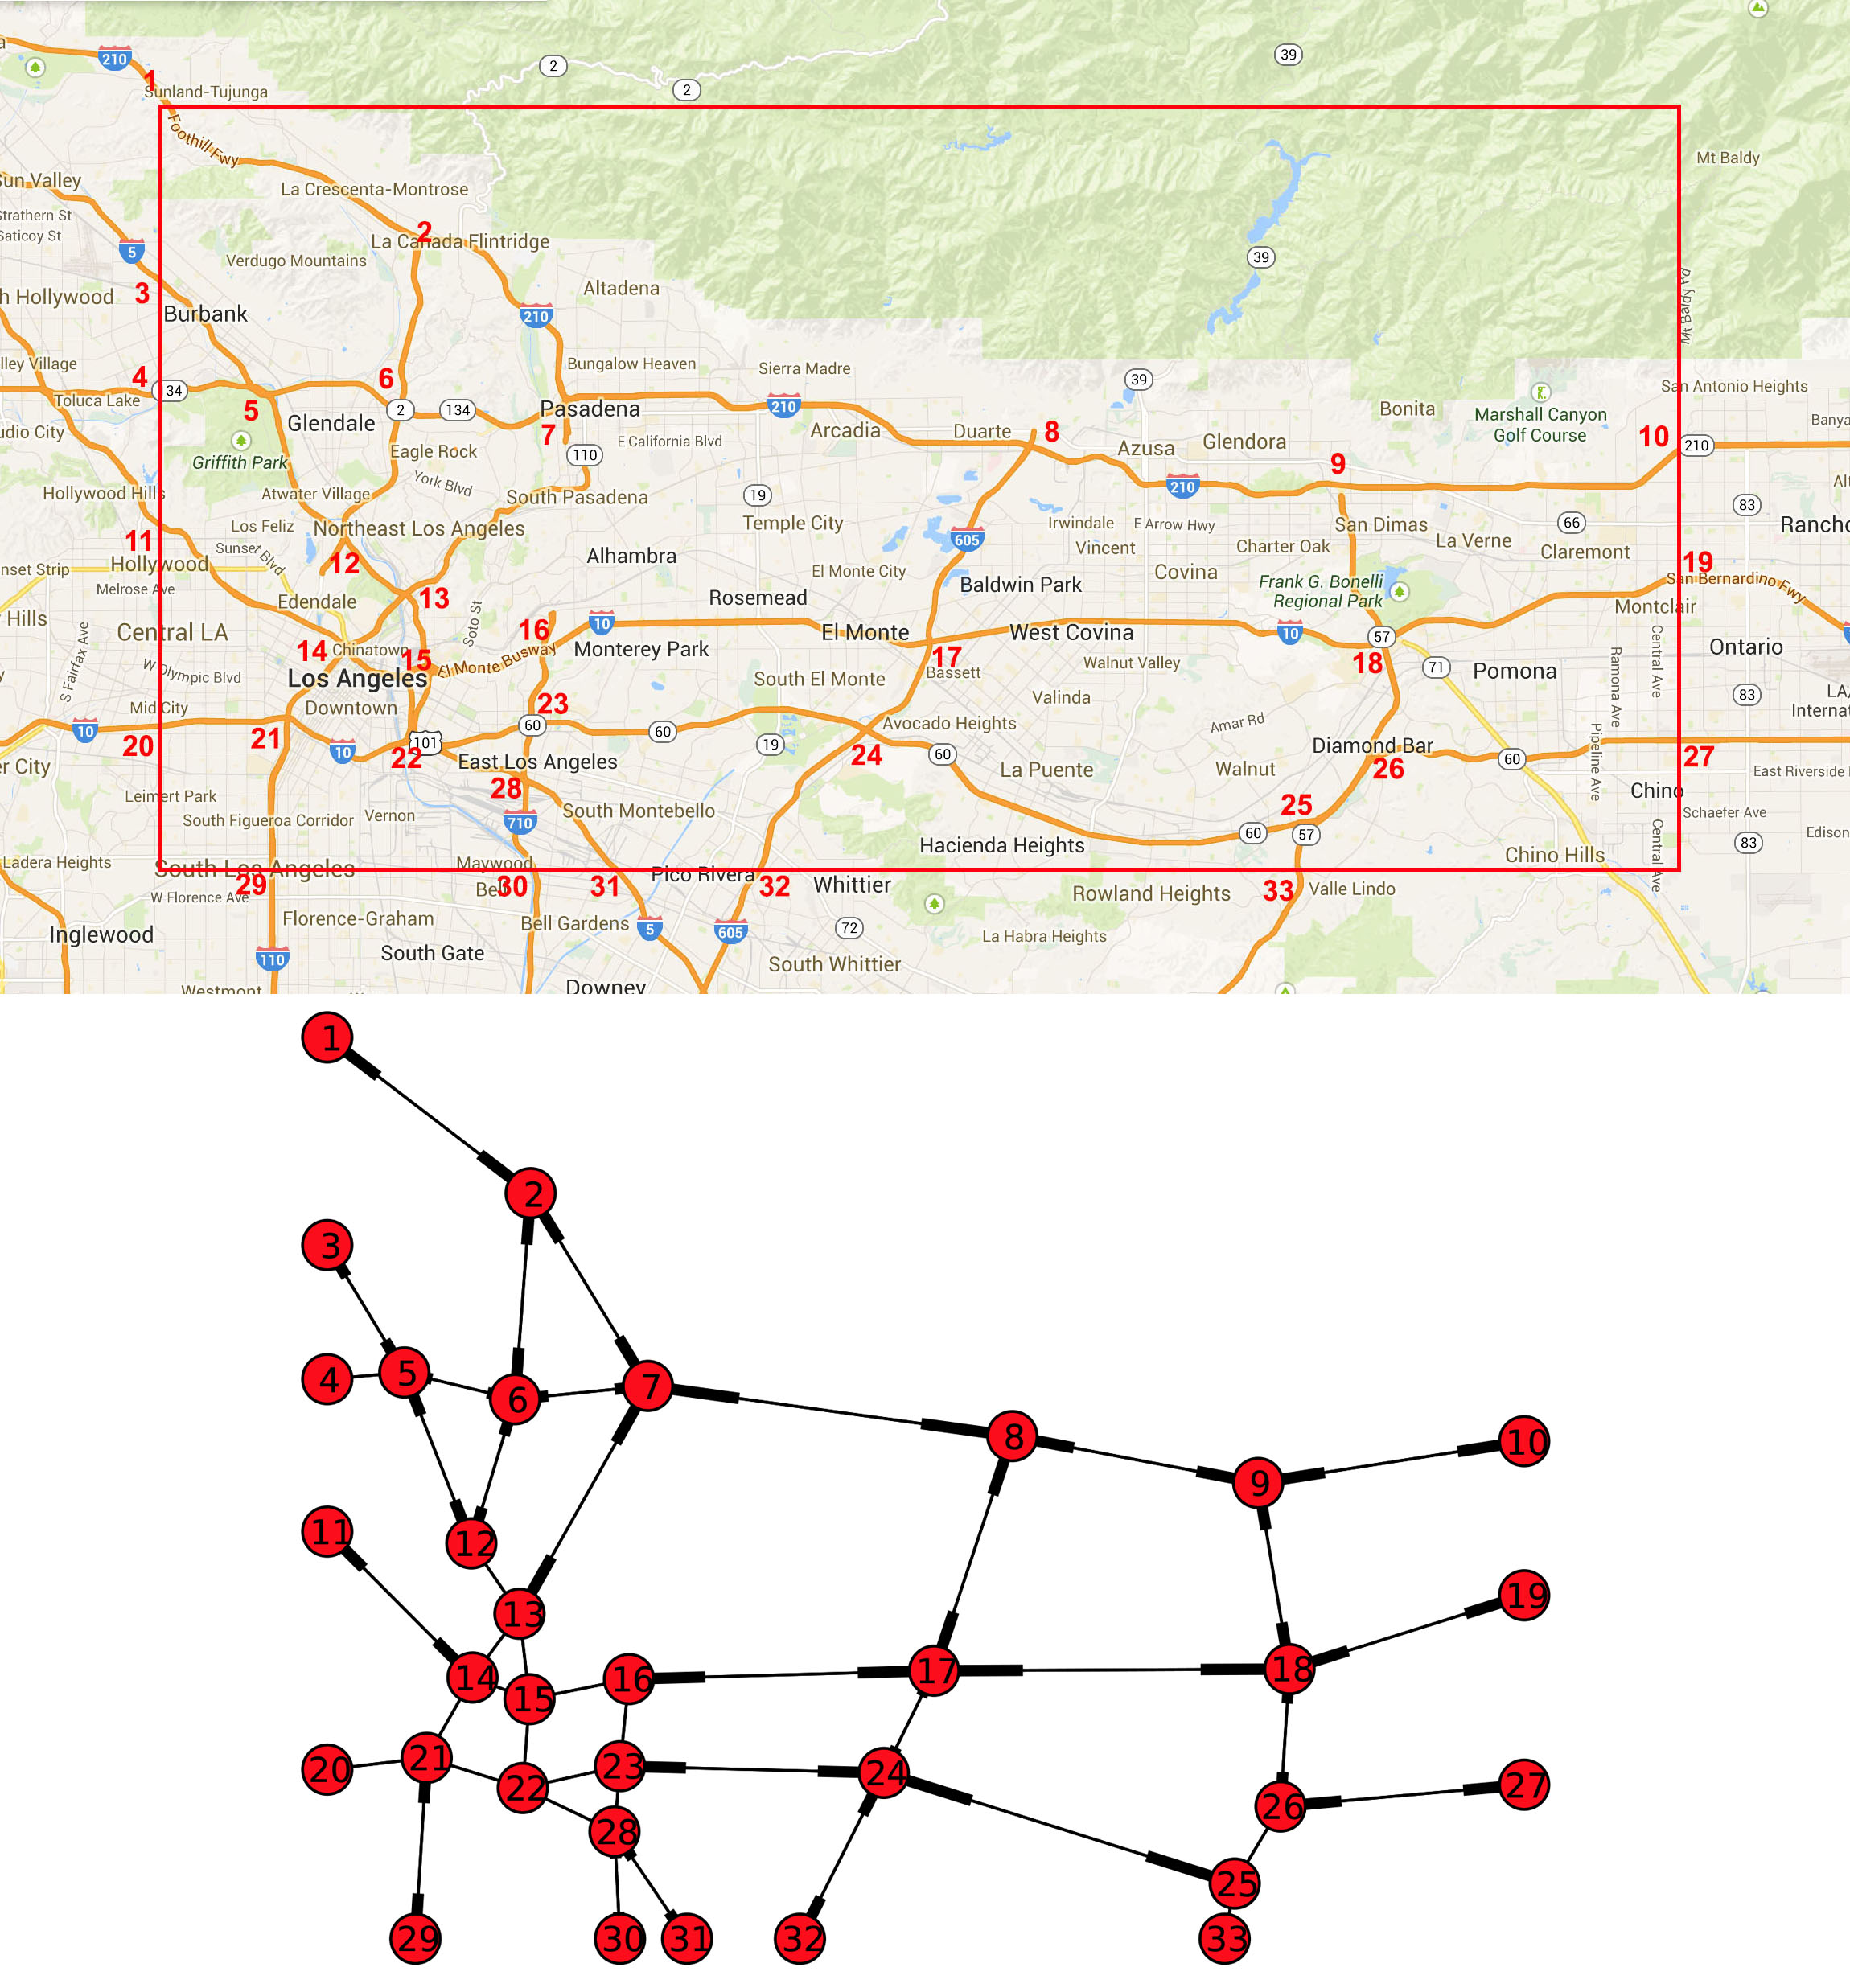 210
2
39
1
Sunland-Tujunga
2
Foothill Fwy
Mt Baldy
Sun Valley
La Crescenta-Montrose
Strathern St
Saticoy St
2
La Canada Flintridge
5
Verdugo Mountains
39
3
h Hollywood
Altadena
Mt Baldy Rd
Burbank
210
lley Village
Bungalow Heaven
Sierra Madre
4
134
6
39
San Antonio Heights
Toluca Lake
5
2
134
Pasadena
210
Bonita
Marshall Canyon
Golf Course
Glendale
7
Arcadia
Duarte
8
Azusa
Glendora
10
210
udio City
E California Blvd
Griffith Park
Eagle Rock
110
9
York Blvd
210
Hollywood Hills
Atwater Village
South Pasadena
19
83
Los Feliz
Northeast Los Angeles
Temple City
Irwindale
E Arrow Hwy
San Dimas
66
Rancho
11
Sunset Blvd
605
Vincent
Charter Oak
La Verne
Claremont
Hollywood
12
Alhambra
El Monte City
Covina
Frank G. Bonelli
Regional Park
19
San Bernardino Fwy
nset Strip
Melrose Ave
Baldwin Park
Edendale
13
Rosemead
Montclair
Hills
Central LA
Soto St
16
10
El Monte
West Covina
10
57
14
Chinatown
15
El Monte Busway
Monterey Park
17
Walnut Valley
18
71
Pomona
Ontario
S Fairfax Ave
W Olympic Blvd
Los Angeles
South El Monte
Bassett
Ramona Ave
Central Ave
Mid City
Downtown
23
Valinda
83
10
20
21
10
101
60
60
19
Avocado Heights
Amar Rd
22
East Los Angeles
24
60
Diamond Bar
60
Pipeline Ave
27
er City
La Puente
Walnut
26
East Riverside
Leimert Park
28
South Montebello
25
Chino
Schaefer Ave
South Figueroa Corridor
Vernon
710
60
57
Edison
Ladera Heights
Hacienda Heights
83
South Los Angeles
Maywood
Chino Hills
Central Ave
29
30
31
Pico Rivera
32
Whittier
33
Valle Lindo
W Florence Ave
Rowland Heights
Florence-Graham
Bell Gardens
5
605
72
La Habra Heights
Inglewood
110
South Gate
South Whittier
Westmont
Downey
1
2
3
4
5
6
7
8
9
10
11
12
13
14
15
16
17
18
19
20
21
22
23
24
25
26
27
28
29
30
31
32
33